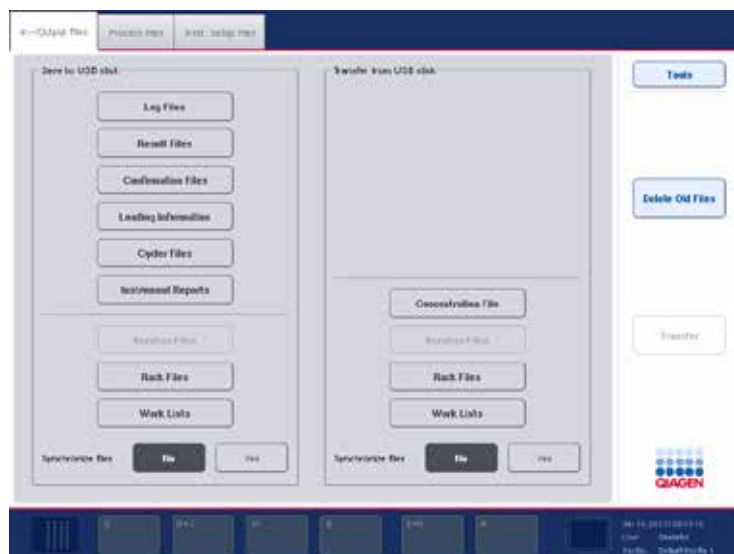 In-/Output Files
Process Files
Inst. Setup Files
Save to USB stick
Log Files
Result Files
Confirmation Files
Loading Information
Cycler Files
Instrument Reports
Rack Files
Work Lists
Synchronize files
No
Yes
Transfer from USB stick
Concentration File
Rack Files
Work Lists
Synchronize files
No
Yes
Tools
Delete Old Files
Transfer
QIAGEN
User